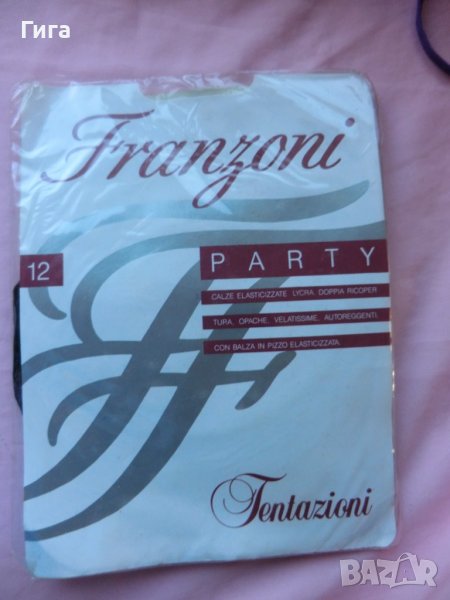 Гига
Franzoni
12
PARTY
CALZE ELASTICIZZATE LYCRA, DOPPIA RICOPER
TURA, OPACHE, VELATISSIME, AUTOREGGENTI,
CON BALZA IN PIZZO ELASTICIZZATA.
Tentazioni
BAZAR